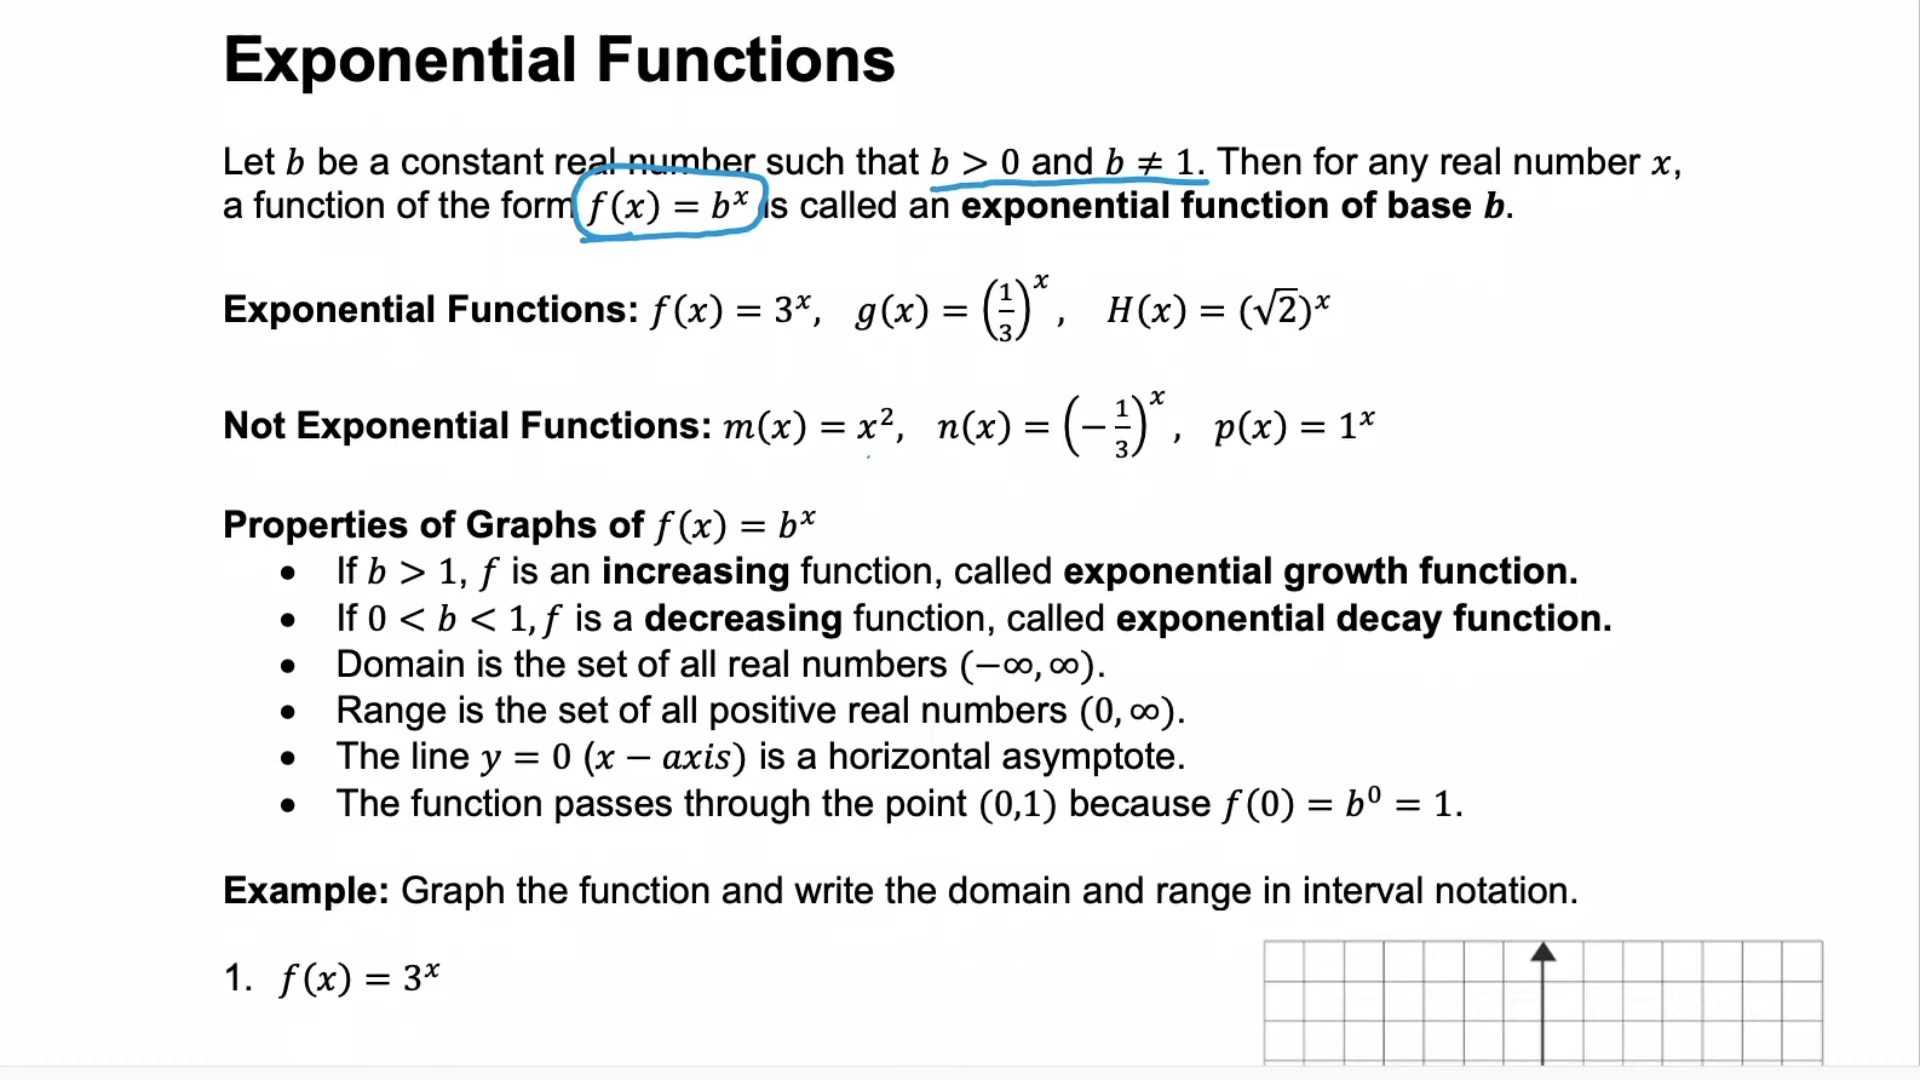 Exponential Functions
Let b be a constant real number such that b > 0 and b ≠ 1. Then for any real number x,
a function of the form f(x) = bˣ is called an exponential function of base b.
Exponential Functions: f(x) = 3ˣ, g(x) = (1/3)ˣ, H(x) = (√2)ˣ
Not Exponential Functions: m(x) = x², n(x) = (−1/3)ˣ, p(x) = 1ˣ
Properties of Graphs of f(x) = bˣ
• If b > 1, f is an increasing function, called exponential growth function.
• If 0 < b < 1, f is a decreasing function, called exponential decay function.
• Domain is the set of all real numbers (−∞, ∞).
• Range is the set of all positive real numbers (0, ∞).
• The line y = 0 (x − axis) is a horizontal asymptote.
• The function passes through the point (0,1) because f(0) = b⁰ = 1.
Example: Graph the function and write the domain and range in interval notation.
1. f(x) = 3ˣ